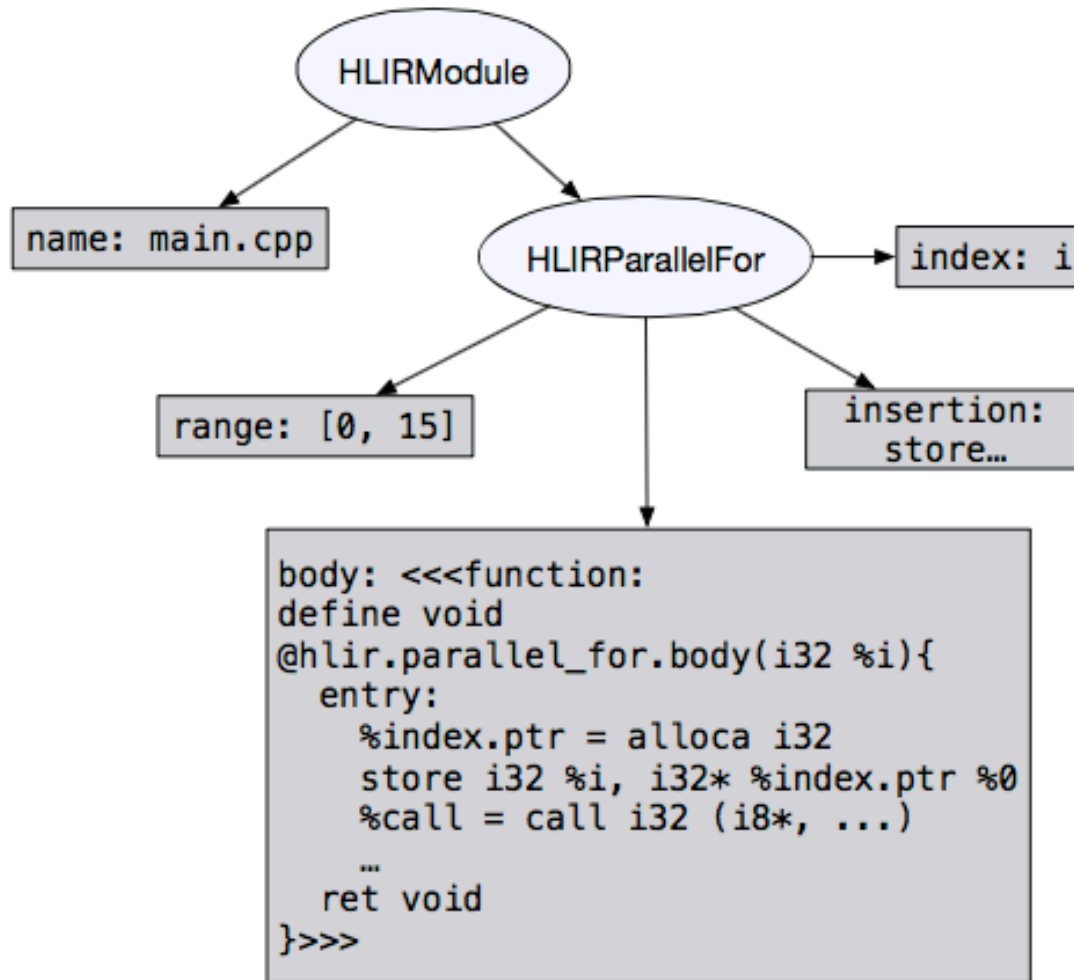 HLIRModule
name: main.cpp
HLIRParallelFor
index: i
range: [0, 15]
insertion:
store…
body: <<<function:
define void
@hlir.parallel_for.body(i32 %i){
  entry:
    %index.ptr = alloca i32
    store i32 %i, i32* %index.ptr %0
    %call = call i32 (i8*, ...)
    …
  ret void
}>>>